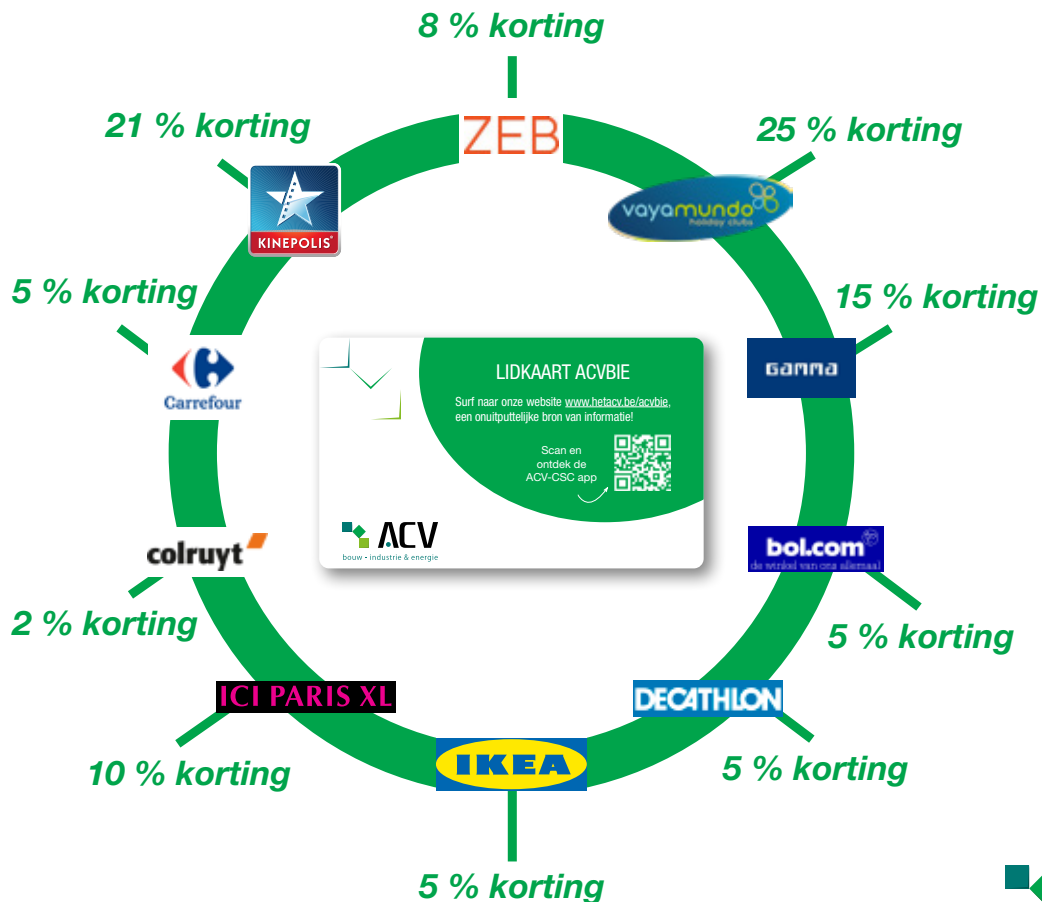 8 % korting
21 % korting
ZEB
25 % korting
KINEPOLIS
vayamundo
holiday clubs
5 % korting
15 % korting
Carrefour
GAMMA
LIDKAART ACVBIE
Surf naar onze website www.hetacv.be/acvbie,
een onuitputtelijke bron van informatie!
Scan en
ontdek de
ACV-CSC app
ACV
bouw - industrie & energie
colruyt
bol.com
de winkel van ons allemaal
2 % korting
5 % korting
ICI PARIS XL
DECATHLON
10 % korting
IKEA
5 % korting
5 % korting